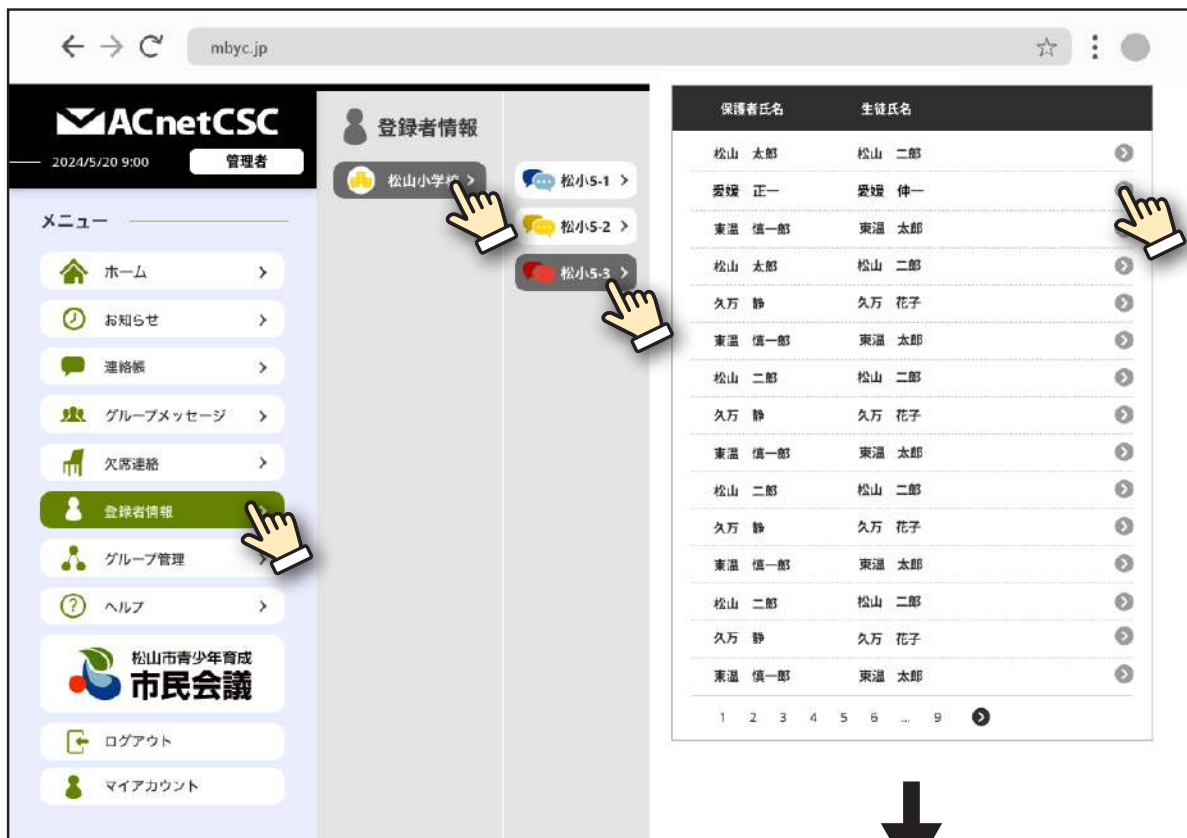 mbyc.jp
ACnetCSC
2024/5/20 9:00 管理者
メニュー
ホーム
お知らせ
連絡帳
グループメッセージ
欠席連絡
登録者情報
グループ管理
ヘルプ
松山市青少年育成
市民会議
ログアウト
マイアカウント
登録者情報
松山小学校
松小5-1
松小5-2
松小5-3
保護者氏名 生徒氏名
松山 太郎 松山 二郎
愛媛 正一 愛媛 伸一
東温 慎一郎 東温 太郎
松山 太郎 松山 二郎
久万 静 久万 花子
東温 慎一郎 東温 太郎
松山 二郎 松山 二郎
久万 静 久万 花子
東温 慎一郎 東温 太郎
松山 二郎 松山 二郎
久万 静 久万 花子
東温 慎一郎 東温 太郎
松山 二郎 松山 二郎
久万 静 久万 花子
東温 慎一郎 東温 太郎
1 2 3 4 5 6 … 9